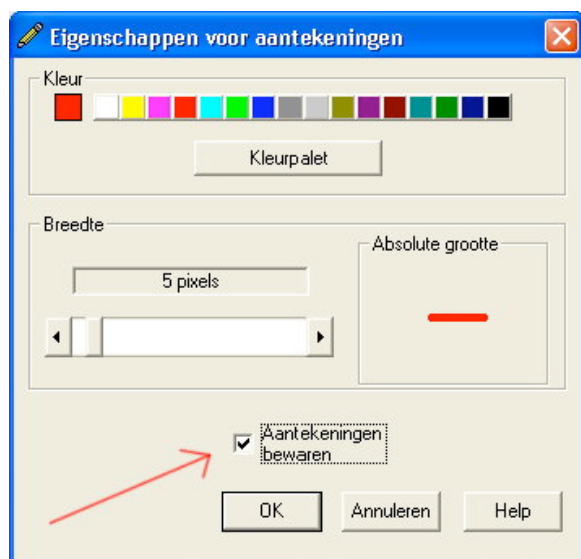 Eigenschappen voor aantekeningen
Kleur
Kleurpalet
Breedte
Absolute grootte
5 pixels
Aantekeningen
bewaren
OK
Annuleren
Help